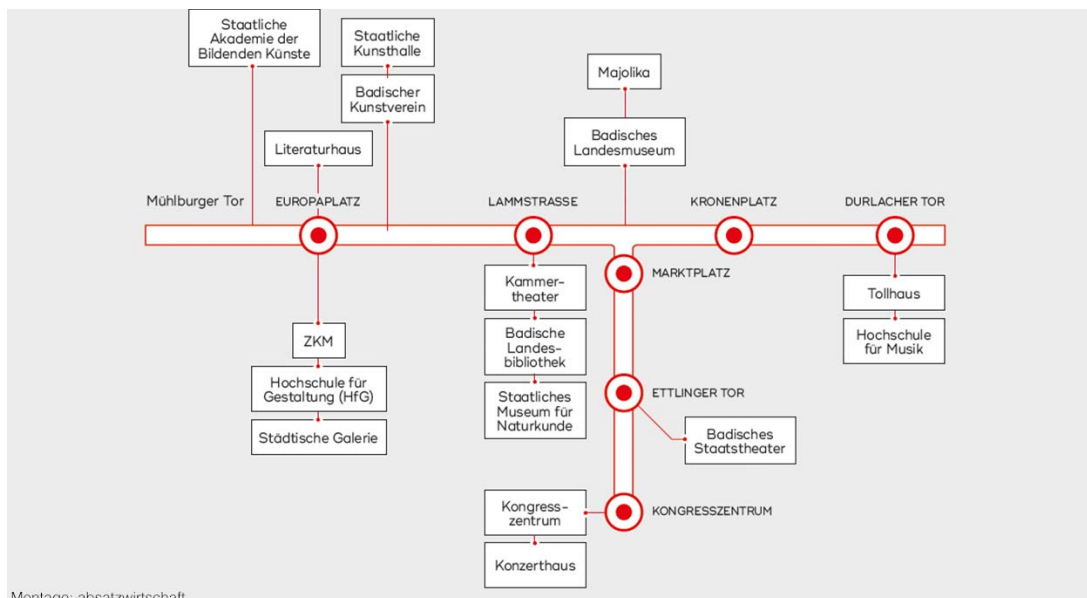 Staatliche
Akademie der
Bildenden Künste
Staatliche
Kunsthalle
Badischer
Kunstverein
Majolika
Badisches
Landesmuseum
Literaturhaus
Mühlburger Tor
EUROPAPLATZ
LAMMSTRASSE
KRONENPLATZ
DURLACHER TOR
MARKTPLATZ
Kammer-
theater
Badische
Landes-
bibliothek
Staatliches
Museum für
Naturkunde
Tollhaus
Hochschule
für Musik
ZKM
Hochschule für
Gestaltung (HfG)
Städtische Galerie
ETTLINGER TOR
Badisches
Staatstheater
Kongress-
zentrum
KONGRESSZENTRUM
Konzerthaus
Montage: absatzwirtschaft